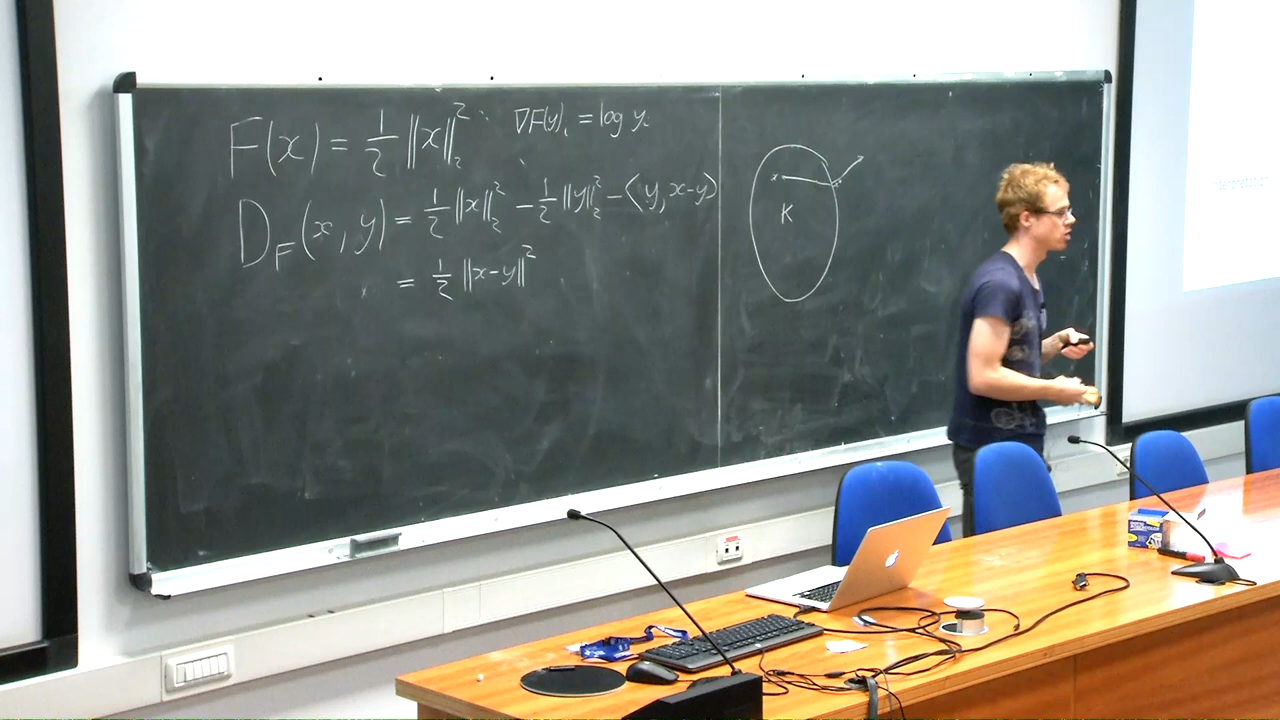 F(x) = 1/2 ‖x‖₂² ∇F(y)ᵢ = log yᵢ
D_F(x, y) = 1/2 ‖x‖₂² − 1/2 ‖y‖₂² − ⟨y, x−y⟩
= 1/2 ‖x−y‖²
x
K